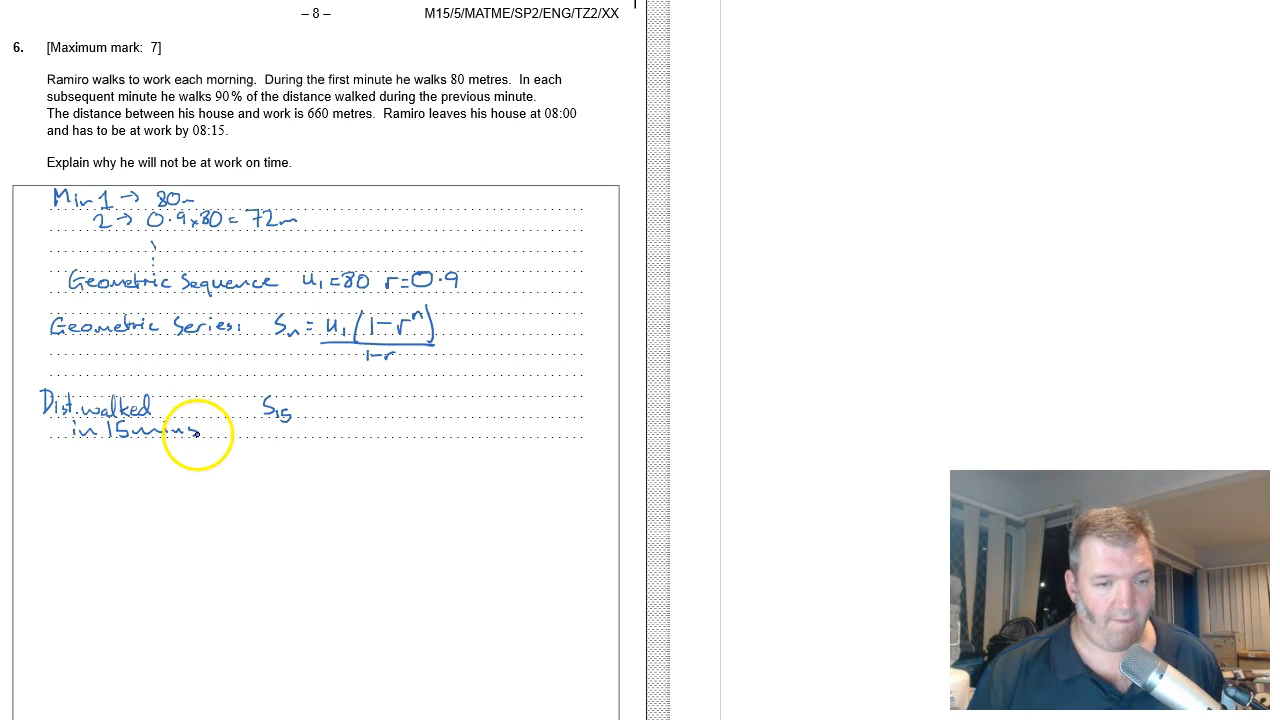 – 8 –
M15/5/MATME/SP2/ENG/TZ2/XX
6. [Maximum mark: 7]
Ramiro walks to work each morning. During the first minute he walks 80 metres. In each
subsequent minute he walks 90 % of the distance walked during the previous minute.
The distance between his house and work is 660 metres. Ramiro leaves his house at 08:00
and has to be at work by 08:15.
Explain why he will not be at work on time.
Min 1 → 80m
2 → 0.9×80 = 72m
Geometric Sequence u₁ = 80 r = 0.9
Geometric Series: Sₙ = u₁(1-rⁿ)
1-r
Dist. walked S₁₅
in 15 mins